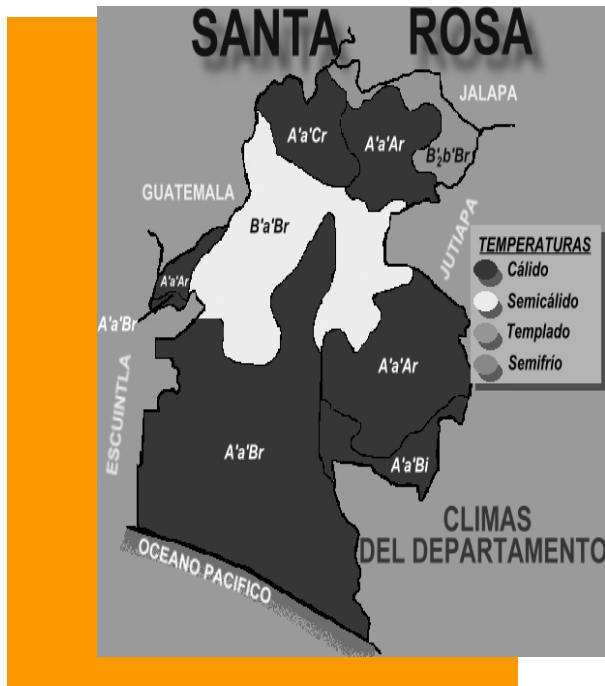 SANTA ROSA
JALAPA
A'a'Cr
A'a'Ar
B'2b'Br
GUATEMALA
B'a'Br
JUTIAPA
TEMPERATURAS
Cálido
Semicálido
Templado
Semifrío
A'a'Ar
A'a'Br
ESCUINTLA
A'a'Ar
A'a'Br
A'a'Bi
CLIMAS
DEL DEPARTAMENTO
OCEANO PACIFICO